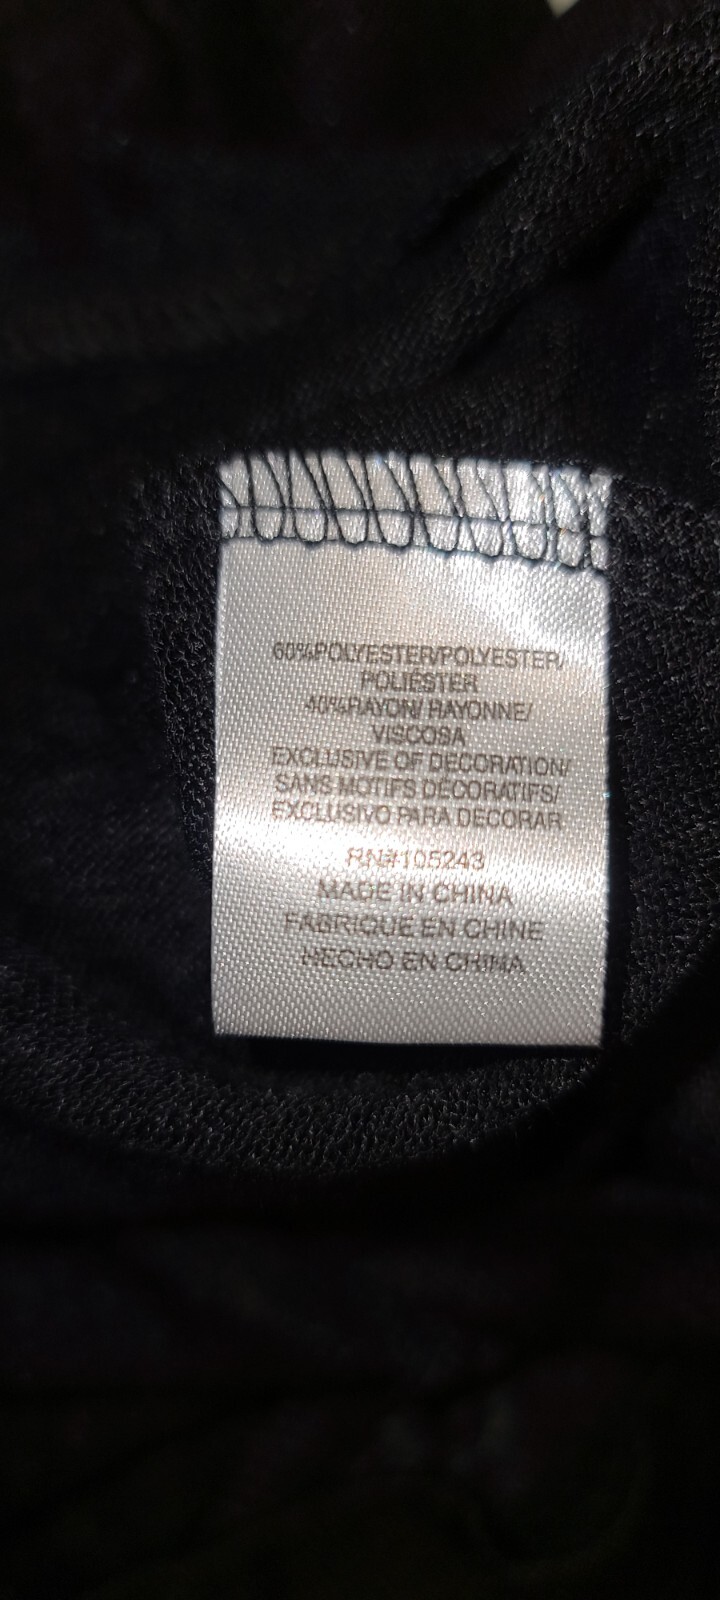 60%POLYESTER/POLYESTER/
POLIÉSTER
40%RAYON/ RAYONNE/
VISCOSA
EXCLUSIVE OF DECORATION/
SANS MOTIFS DÉCORATIFS/
EXCLUSIVO PARA DECORAR
RN#105243
MADE IN CHINA
FABRIQUE EN CHINE
HECHO EN CHINA